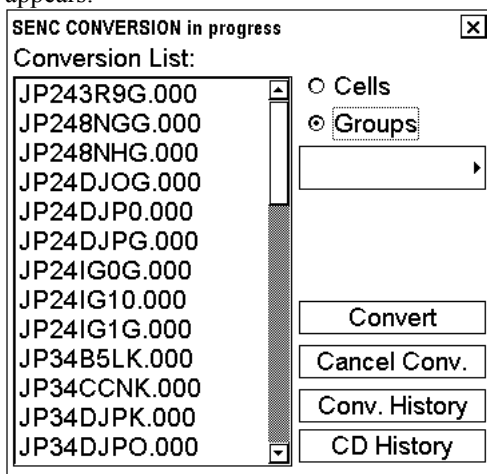 appears.
SENC CONVERSION in progress
Conversion List:
JP243R9G.000
JP248NGG.000
JP248NHG.000
JP24DJOG.000
JP24DJP0.000
JP24DJPG.000
JP24IG0G.000
JP24IG10.000
JP24IG1G.000
JP34B5LK.000
JP34CCNK.000
JP34DJPK.000
JP34DJPO.000
Cells
Groups
Convert
Cancel Conv.
Conv. History
CD History